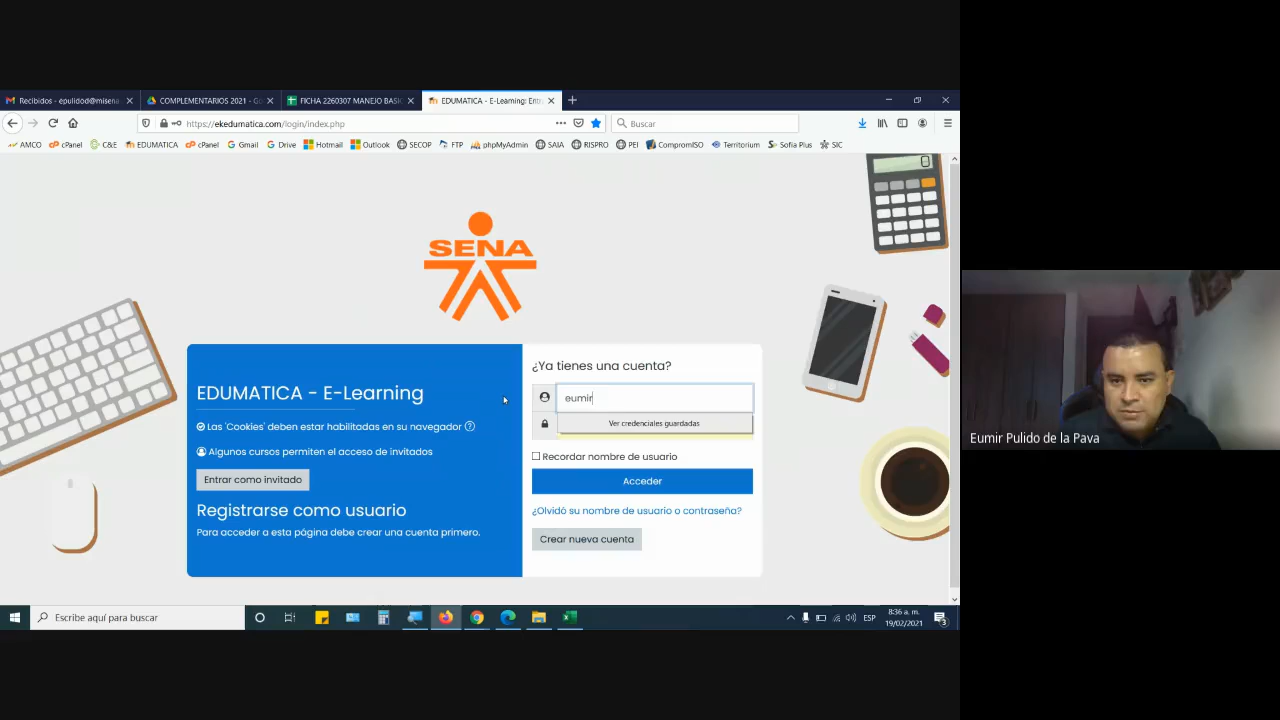 Recibidos - epulidod@misena
COMPLEMENTARIOS 2021 - Go
FICHA 2260307 MANEJO BASIC
EDUMATICA - E-Learning: Entr
https://ekedumatica.com/login/index.php
Buscar
AMCO cPanel C&E EDUMATICA cPanel Gmail Drive Hotmail Outlook SECOP FTP phpMyAdmin SAIA RISPRO PEI CompromISO Territorium Sofia Plus SIC
0
SENA
EDUMATICA - E-Learning
Las 'Cookies' deben estar habilitadas en su navegador
Algunos cursos permiten el acceso de invitados
Entrar como invitado
Registrarse como usuario
Para acceder a esta página debe crear una cuenta primero.
¿Ya tienes una cuenta?
eumir
Ver credenciales guardadas
Recordar nombre de usuario
Acceder
¿Olvidó su nombre de usuario o contraseña?
Crear nueva cuenta
Eumir Pulido de la Pava
Escribe aquí para buscar
ESP
8:36 a. m.
19/02/2021
3